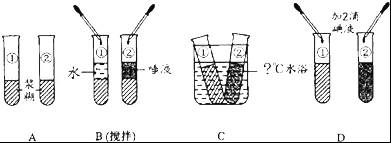 加2滴
碘液
① ② ① ② ① ② ① ②
水 唾液
?℃水浴
浆
糊
A B(搅拌) C D